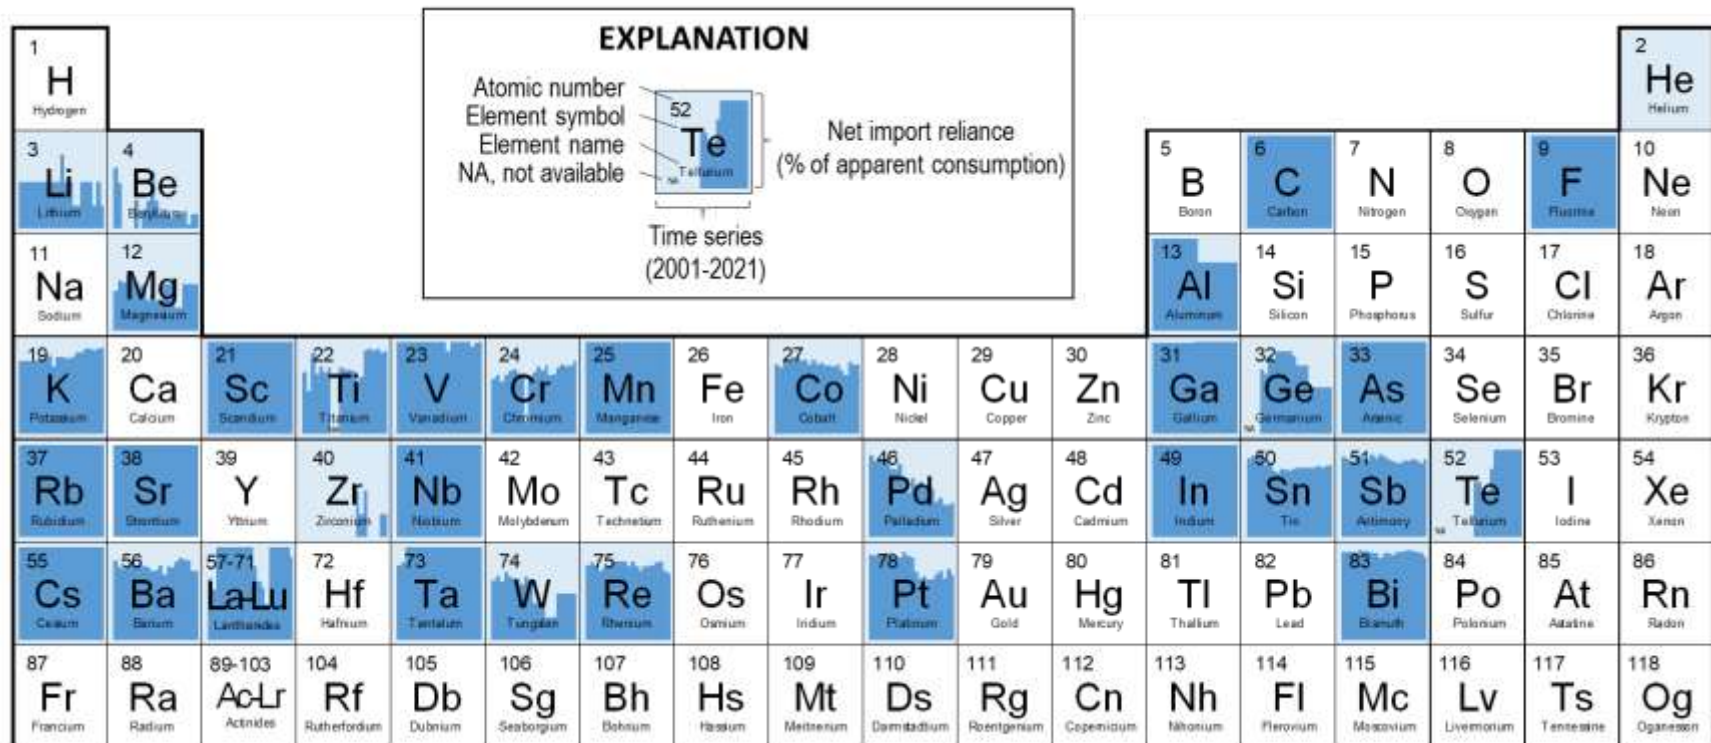 EXPLANATION
Atomic number
Element symbol
Element name
NA, not available
52
Te
Tellurium
NA
Net import reliance
(% of apparent consumption)
Time series
(2001-2021)
1
H
Hydrogen
2
He
Helium
3
Li
Lithium
4
Be
Beryllium
5
B
Boron
6
C
Carbon
7
N
Nitrogen
8
O
Oxygen
9
F
Fluorine
10
Ne
Neon
11
Na
Sodium
12
Mg
Magnesium
13
Al
Aluminum
14
Si
Silicon
15
P
Phosphorus
16
S
Sulfur
17
Cl
Chlorine
18
Ar
Argon
19
K
Potassium
20
Ca
Calcium
21
Sc
Scandium
22
Ti
Titanium
NA
23
V
Vanadium
24
Cr
Chromium
25
Mn
Manganese
26
Fe
Iron
27
Co
Cobalt
28
Ni
Nickel
29
Cu
Copper
30
Zn
Zinc
31
Ga
Gallium
32
Ge
Germanium
NA
33
As
Arsenic
34
Se
Selenium
35
Br
Bromine
36
Kr
Krypton
37
Rb
Rubidium
38
Sr
Strontium
39
Y
Yttrium
40
Zr
Zirconium
41
Nb
Niobium
42
Mo
Molybdenum
43
Tc
Technetium
44
Ru
Ruthenium
45
Rh
Rhodium
46
Pd
Palladium
47
Ag
Silver
48
Cd
Cadmium
49
In
Indium
50
Sn
Tin
51
Sb
Antimony
52
Te
Tellurium
NA
53
I
Iodine
54
Xe
Xenon
55
Cs
Cesium
56
Ba
Barium
57-71
La-Lu
Lanthanides
72
Hf
Hafnium
73
Ta
Tantalum
74
W
Tungsten
75
Re
Rhenium
76
Os
Osmium
77
Ir
Iridium
78
Pt
Platinum
79
Au
Gold
80
Hg
Mercury
81
Tl
Thallium
82
Pb
Lead
83
Bi
Bismuth
84
Po
Polonium
85
At
Astatine
86
Rn
Radon
87
Fr
Francium
88
Ra
Radium
89-103
Ac-Lr
Actinides
104
Rf
Rutherfordium
105
Db
Dubnium
106
Sg
Seaborgium
107
Bh
Bohrium
108
Hs
Hassium
109
Mt
Meitnerium
110
Ds
Darmstadtium
111
Rg
Roentgenium
112
Cn
Copernicium
113
Nh
Nihonium
114
Fl
Flerovium
115
Mc
Moscovium
116
Lv
Livermorium
117
Ts
Tennessine
118
Og
Oganesson